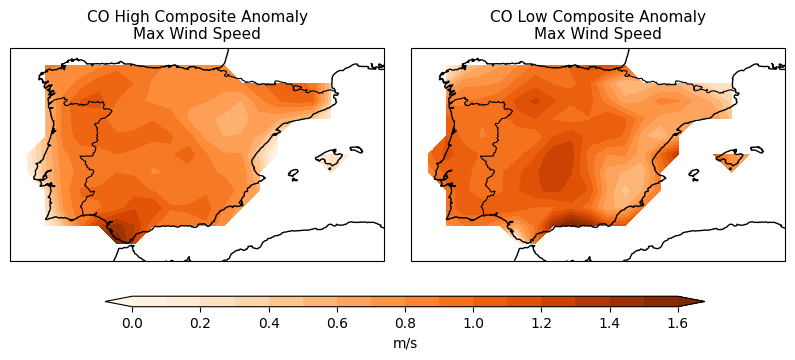 CO High Composite Anomaly
Max Wind Speed
CO Low Composite Anomaly
Max Wind Speed
0.0 0.2 0.4 0.6 0.8 1.0 1.2 1.4 1.6
m/s